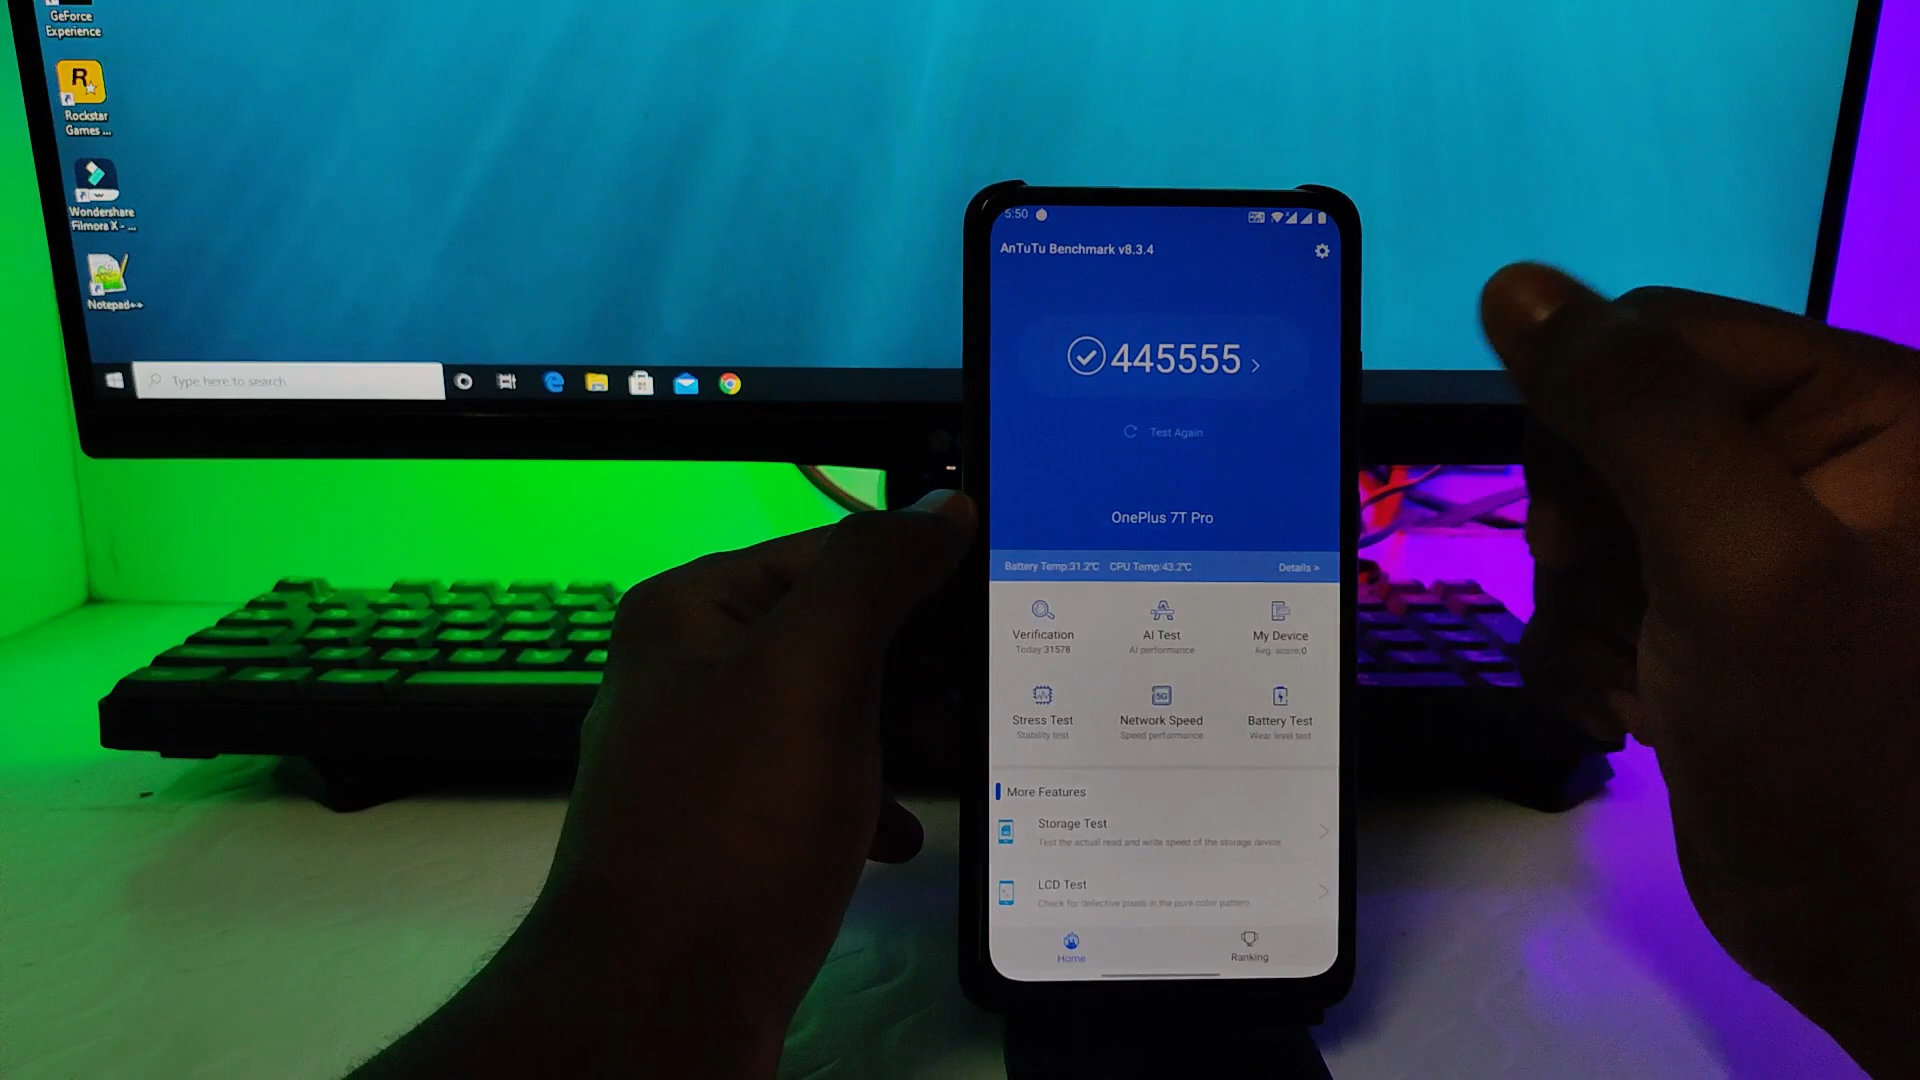 GeForce
Experience
Rockstar
Games ...
Wondershare
Filmora X - ...
Notepad++
Type here to search
5:50
AnTuTu Benchmark v8.3.4
445555
Test Again
OnePlus 7T Pro
Battery Temp:31.2℃ CPU Temp:43.2℃ Details >
Verification
Today:31578
AI Test
AI performance
My Device
Avg. score:0
Stress Test
Stability test
Network Speed
Speed performance
Battery Test
Wear level test
More Features
Storage Test
Test the actual read and write speed of the storage device
LCD Test
Check for defective pixels in the pure color pattern
Home
Ranking